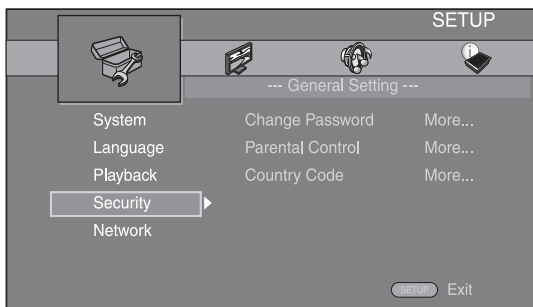 SETUP
--- General Setting ---
System Change Password More...
Language Parental Control More...
Playback Country Code More...
Security
Network
SETUP Exit